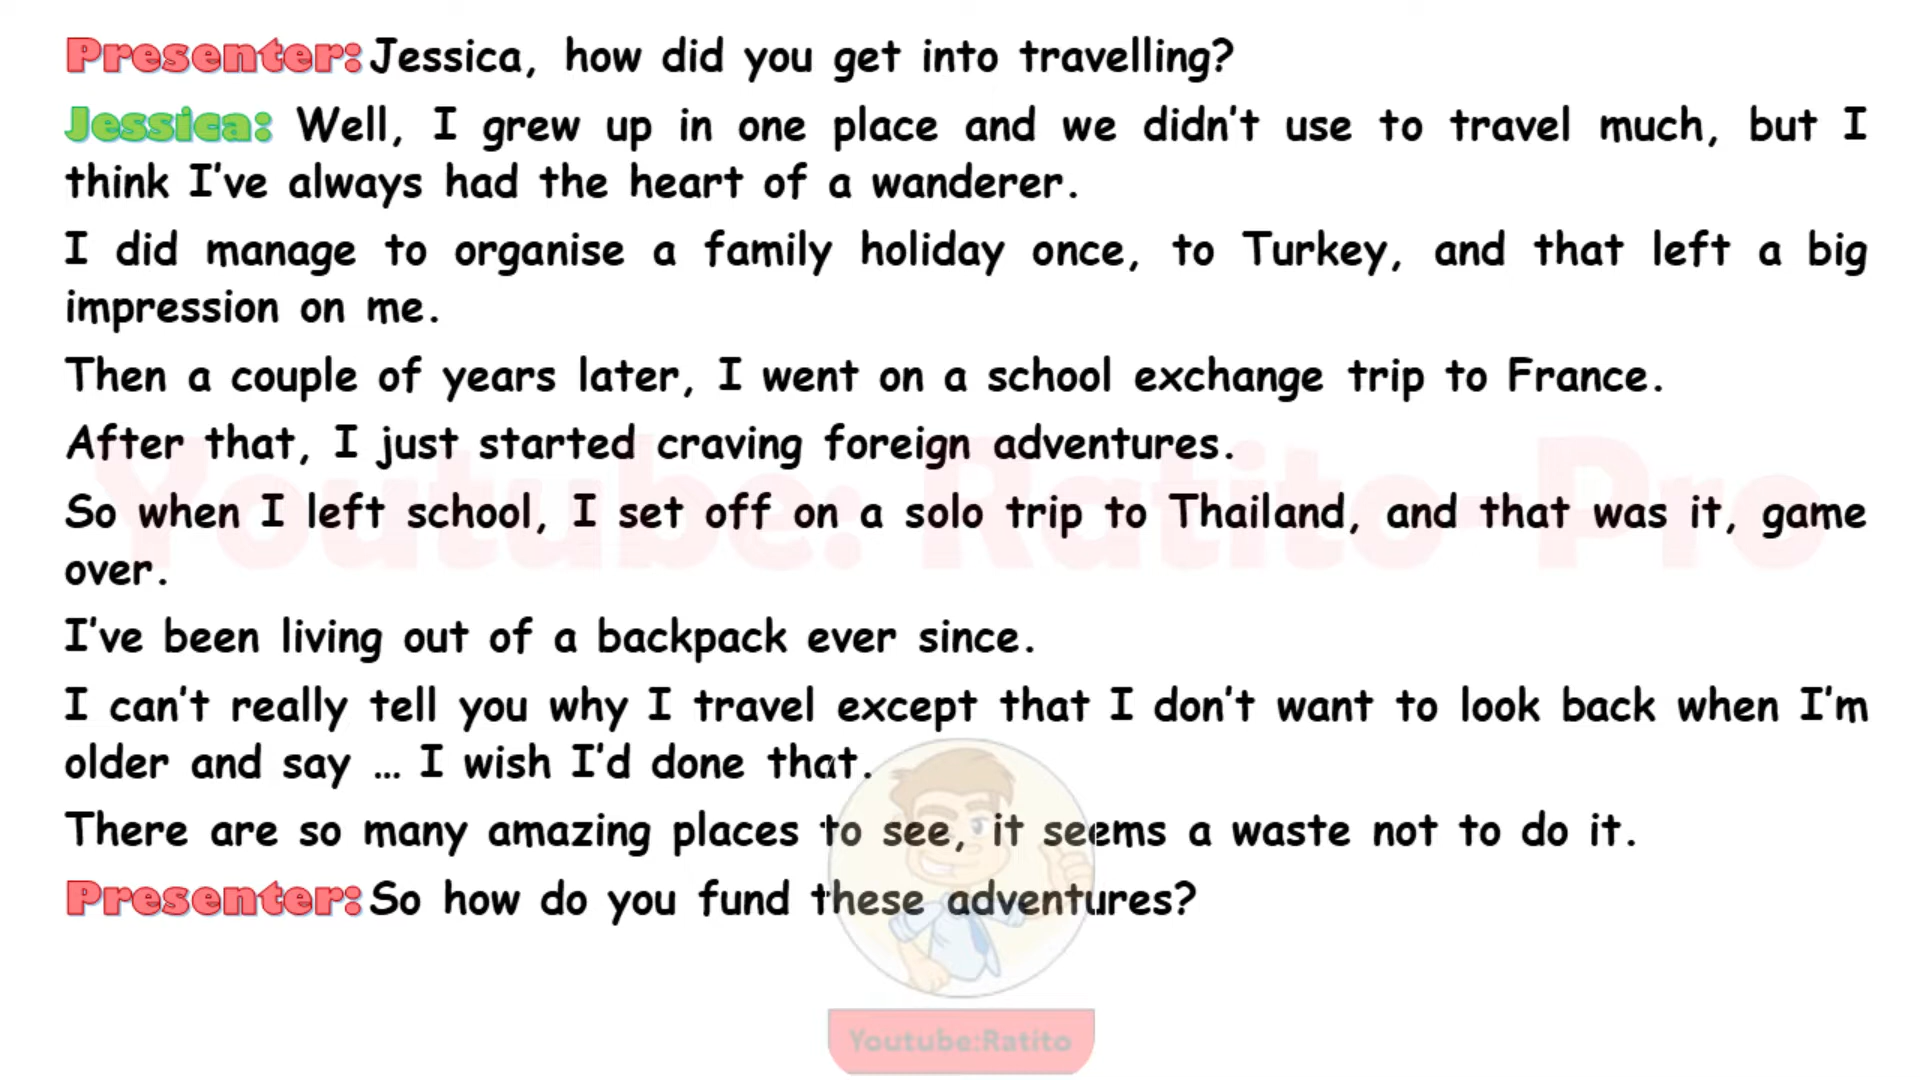 Presenter: Jessica, how did you get into travelling?
Jessica: Well, I grew up in one place and we didn't use to travel much, but I
think I've always had the heart of a wanderer.
I did manage to organise a family holiday once, to Turkey, and that left a big
impression on me.
Then a couple of years later, I went on a school exchange trip to France.
After that, I just started craving foreign adventures.
Youtube: Ratito-Pro
So when I left school, I set off on a solo trip to Thailand, and that was it, game
over.
I've been living out of a backpack ever since.
I can't really tell you why I travel except that I don't want to look back when I'm
older and say ... I wish I'd done that.
There are so many amazing places to see, it seems a waste not to do it.
Presenter: So how do you fund these adventures?
Youtube:Ratito